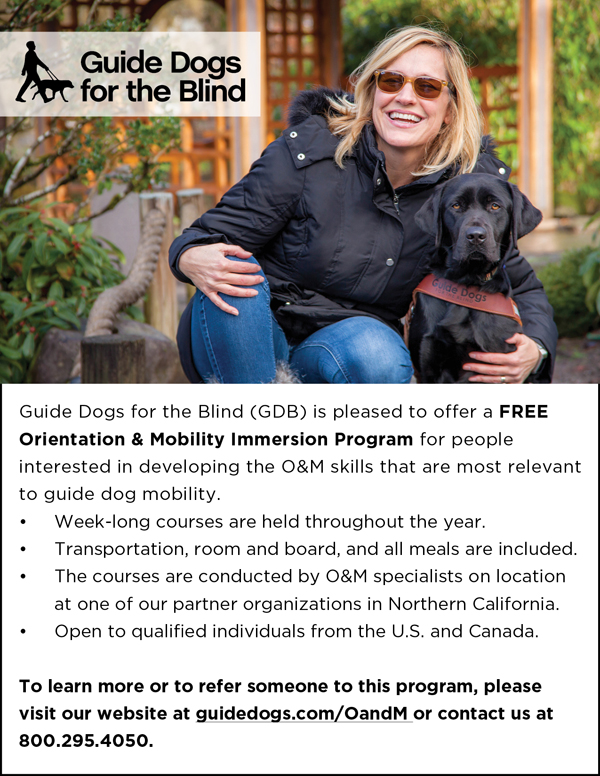 Guide Dogs
for the Blind
Guide Dogs
Guide Dogs for the Blind (GDB) is pleased to offer a FREE
Orientation & Mobility Immersion Program for people
interested in developing the O&M skills that are most relevant
to guide dog mobility.
• Week-long courses are held throughout the year.
• Transportation, room and board, and all meals are included.
• The courses are conducted by O&M specialists on location
at one of our partner organizations in Northern California.
• Open to qualified individuals from the U.S. and Canada.
To learn more or to refer someone to this program, please
visit our website at guidedogs.com/OandM or contact us at
800.295.4050.